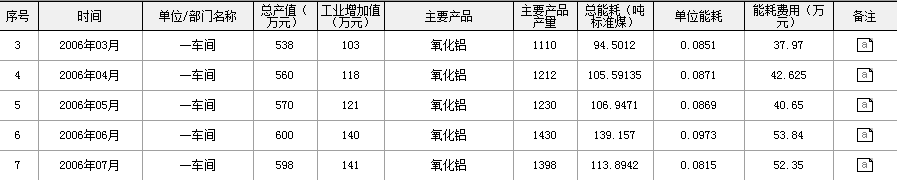 序号 时间 单位/部门名称 总产值（万元） 工业增加值（万元） 主要产品 主要产品产量 总能耗（吨标准煤） 单位能耗 能耗费用（万元） 备注
3 2006年03月 一车间 538 103 氧化铝 1110 94.5012 0.0851 37.97 a
4 2006年04月 一车间 560 118 氧化铝 1212 105.59135 0.0871 42.625 a
5 2006年05月 一车间 570 121 氧化铝 1230 106.9471 0.0869 40.65 a
6 2006年06月 一车间 600 140 氧化铝 1430 139.157 0.0973 53.84 a
7 2006年07月 一车间 598 141 氧化铝 1398 113.8942 0.0815 52.35 a